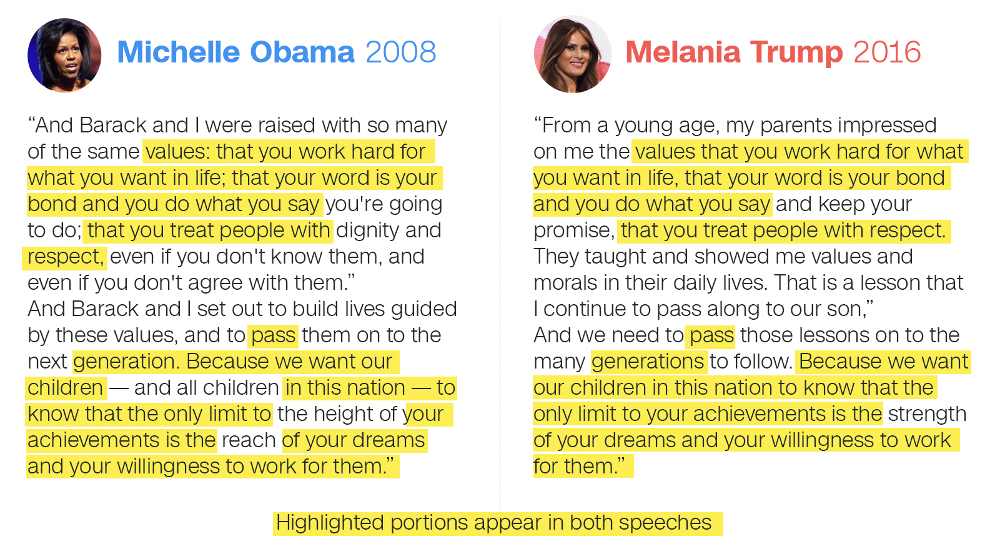 Michelle Obama 2008
“And Barack and I were raised with so many
of the same values: that you work hard for
what you want in life; that your word is your
bond and you do what you say you're going
to do; that you treat people with dignity and
respect, even if you don't know them, and
even if you don't agree with them.”
And Barack and I set out to build lives guided
by these values, and to pass them on to the
next generation. Because we want our
children — and all children in this nation — to
know that the only limit to the height of your
achievements is the reach of your dreams
and your willingness to work for them.”
Melania Trump 2016
“From a young age, my parents impressed
on me the values that you work hard for what
you want in life, that your word is your bond
and you do what you say and keep your
promise, that you treat people with respect.
They taught and showed me values and
morals in their daily lives. That is a lesson that
I continue to pass along to our son,”
And we need to pass those lessons on to the
many generations to follow. Because we want
our children in this nation to know that the
only limit to your achievements is the strength
of your dreams and your willingness to work
for them.”
Highlighted portions appear in both speeches